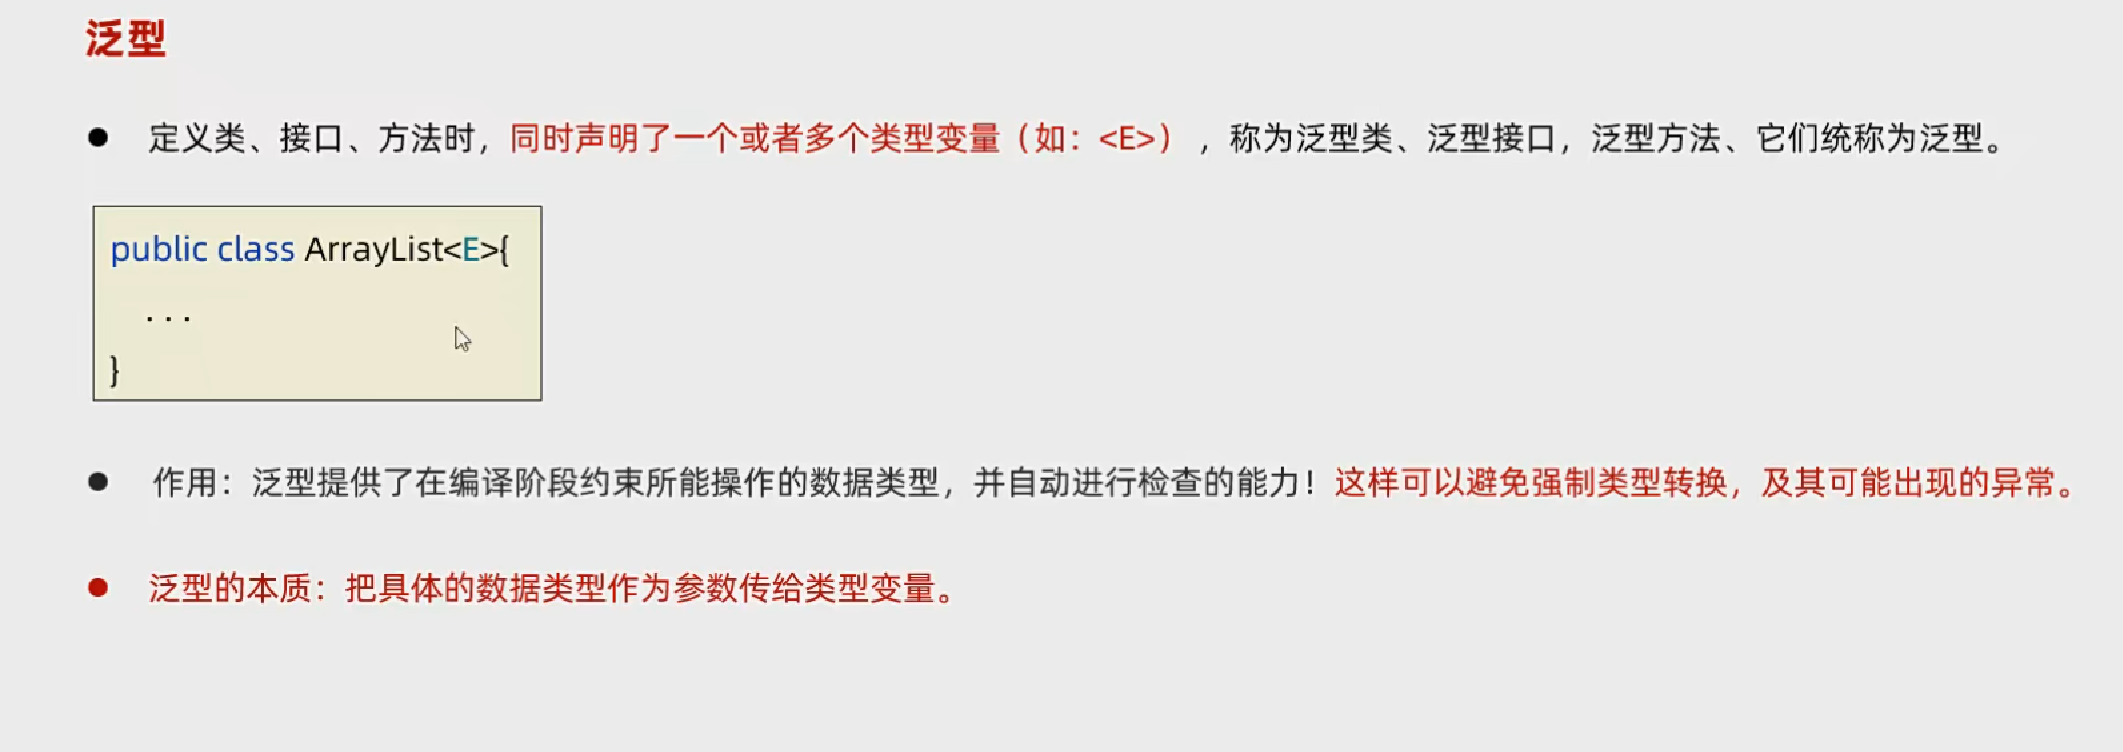 泛型
● 定义类、接口、方法时，同时声明了一个或者多个类型变量（如：<E>），称为泛型类、泛型接口，泛型方法、它们统称为泛型。
public class ArrayList<E>{
...
}
● 作用：泛型提供了在编译阶段约束所能操作的数据类型，并自动进行检查的能力！这样可以避免强制类型转换，及其可能出现的异常。
● 泛型的本质：把具体的数据类型作为参数传给类型变量。